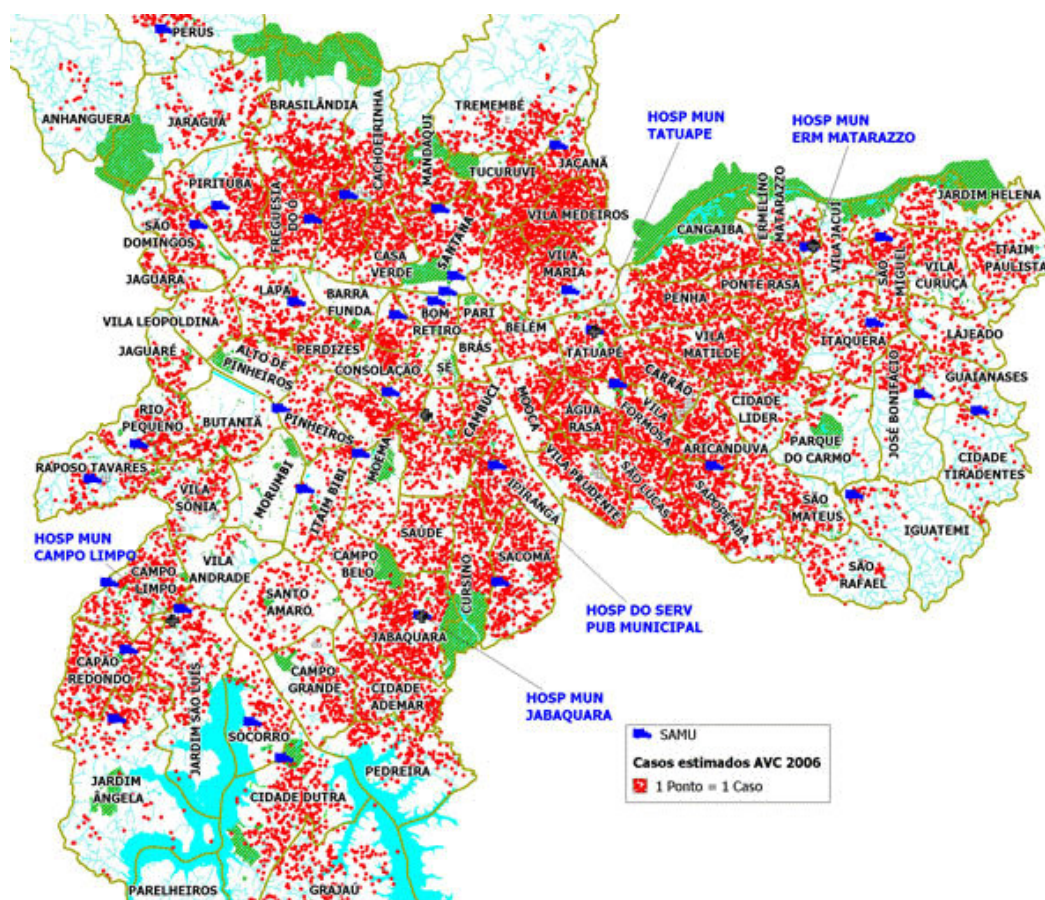 PERUS
ANHANGUERA
JARAGUÁ
BRASILÂNDIA
CACHOEIRINHA
MANDAQUI
TREMEMBÉ
TUCURUVI
JAÇANÃ
HOSP MUN
TATUAPE
HOSP MUN
ERM MATARAZZO
PIRITUBA
FREGUESIA
DO Ó
SANTANA
VILA MEDEIROS
CANGAIBA
ERMELINO
MATARAZZO
VILA JACUI
JARDIM HELENA
SÃO
DOMINGOS
CASA
VERDE
VILA
MARIA
SÃO
MIGUEL
ITAIM
PAULISTA
VILA
CURUÇA
JAGUARA
LAPA
BARRA
FUNDA
BOM
RETIRO
PARI
BELÉM
PENHA
PONTE RASA
VILA LEOPOLDINA
JAGUARÉ
ALTO DE
PINHEIROS
PERDIZES
CONSOLAÇÃO
SÉ
BRÁS
TATUAPÉ
VILA
MATILDE
ITAQUERA
LAJEADO
GUAIANASES
RIO
PEQUENO
BUTANTÃ
PINHEIROS
MOEMA
CAMBUCI
MOOCA
ÁGUA
RASA
CARRÃO
VILA
FORMOSA
CIDADE
LIDER
JOSÉ BONIFÁCIO
ARICANDUVA
PARQUE
DO CARMO
CIDADE
TIRADENTES
RAPOSO TAVARES
VILA
SÔNIA
MORUMBI
ITAIM BIBI
IPIRANGA
VILA PRUDENTE
SÃO LUCAS
SAPOPEMBA
SÃO
MATEUS
IGUATEMI
SÃO
RAFAEL
HOSP MUN
CAMPO LIMPO
CAMPO
LIMPO
VILA
ANDRADE
SAÚDE
CAMPO
BELO
CURSINO
SACOMÃ
SANTO
AMARO
JABAQUARA
HOSP DO SERV
PUB MUNICIPAL
CAPÃO
REDONDO
JARDIM SÃO LUÍS
CAMPO
GRANDE
CIDADE
ADEMAR
HOSP MUN
JABAQUARA
SOCORRO
PEDREIRA
JARDIM
ÂNGELA
CIDADE DUTRA
PARELHEIROS
GRAJAÚ
SAMU
Casos estimados AVC 2006
1 Ponto = 1 Caso